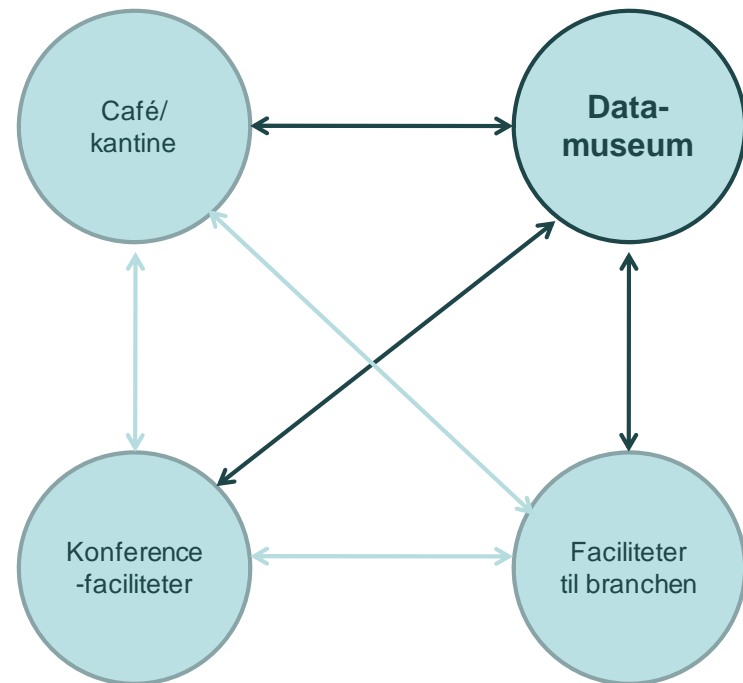 Café/
kantine
Data-
museum
Konference
-faciliteter
Faciliteter
til branchen